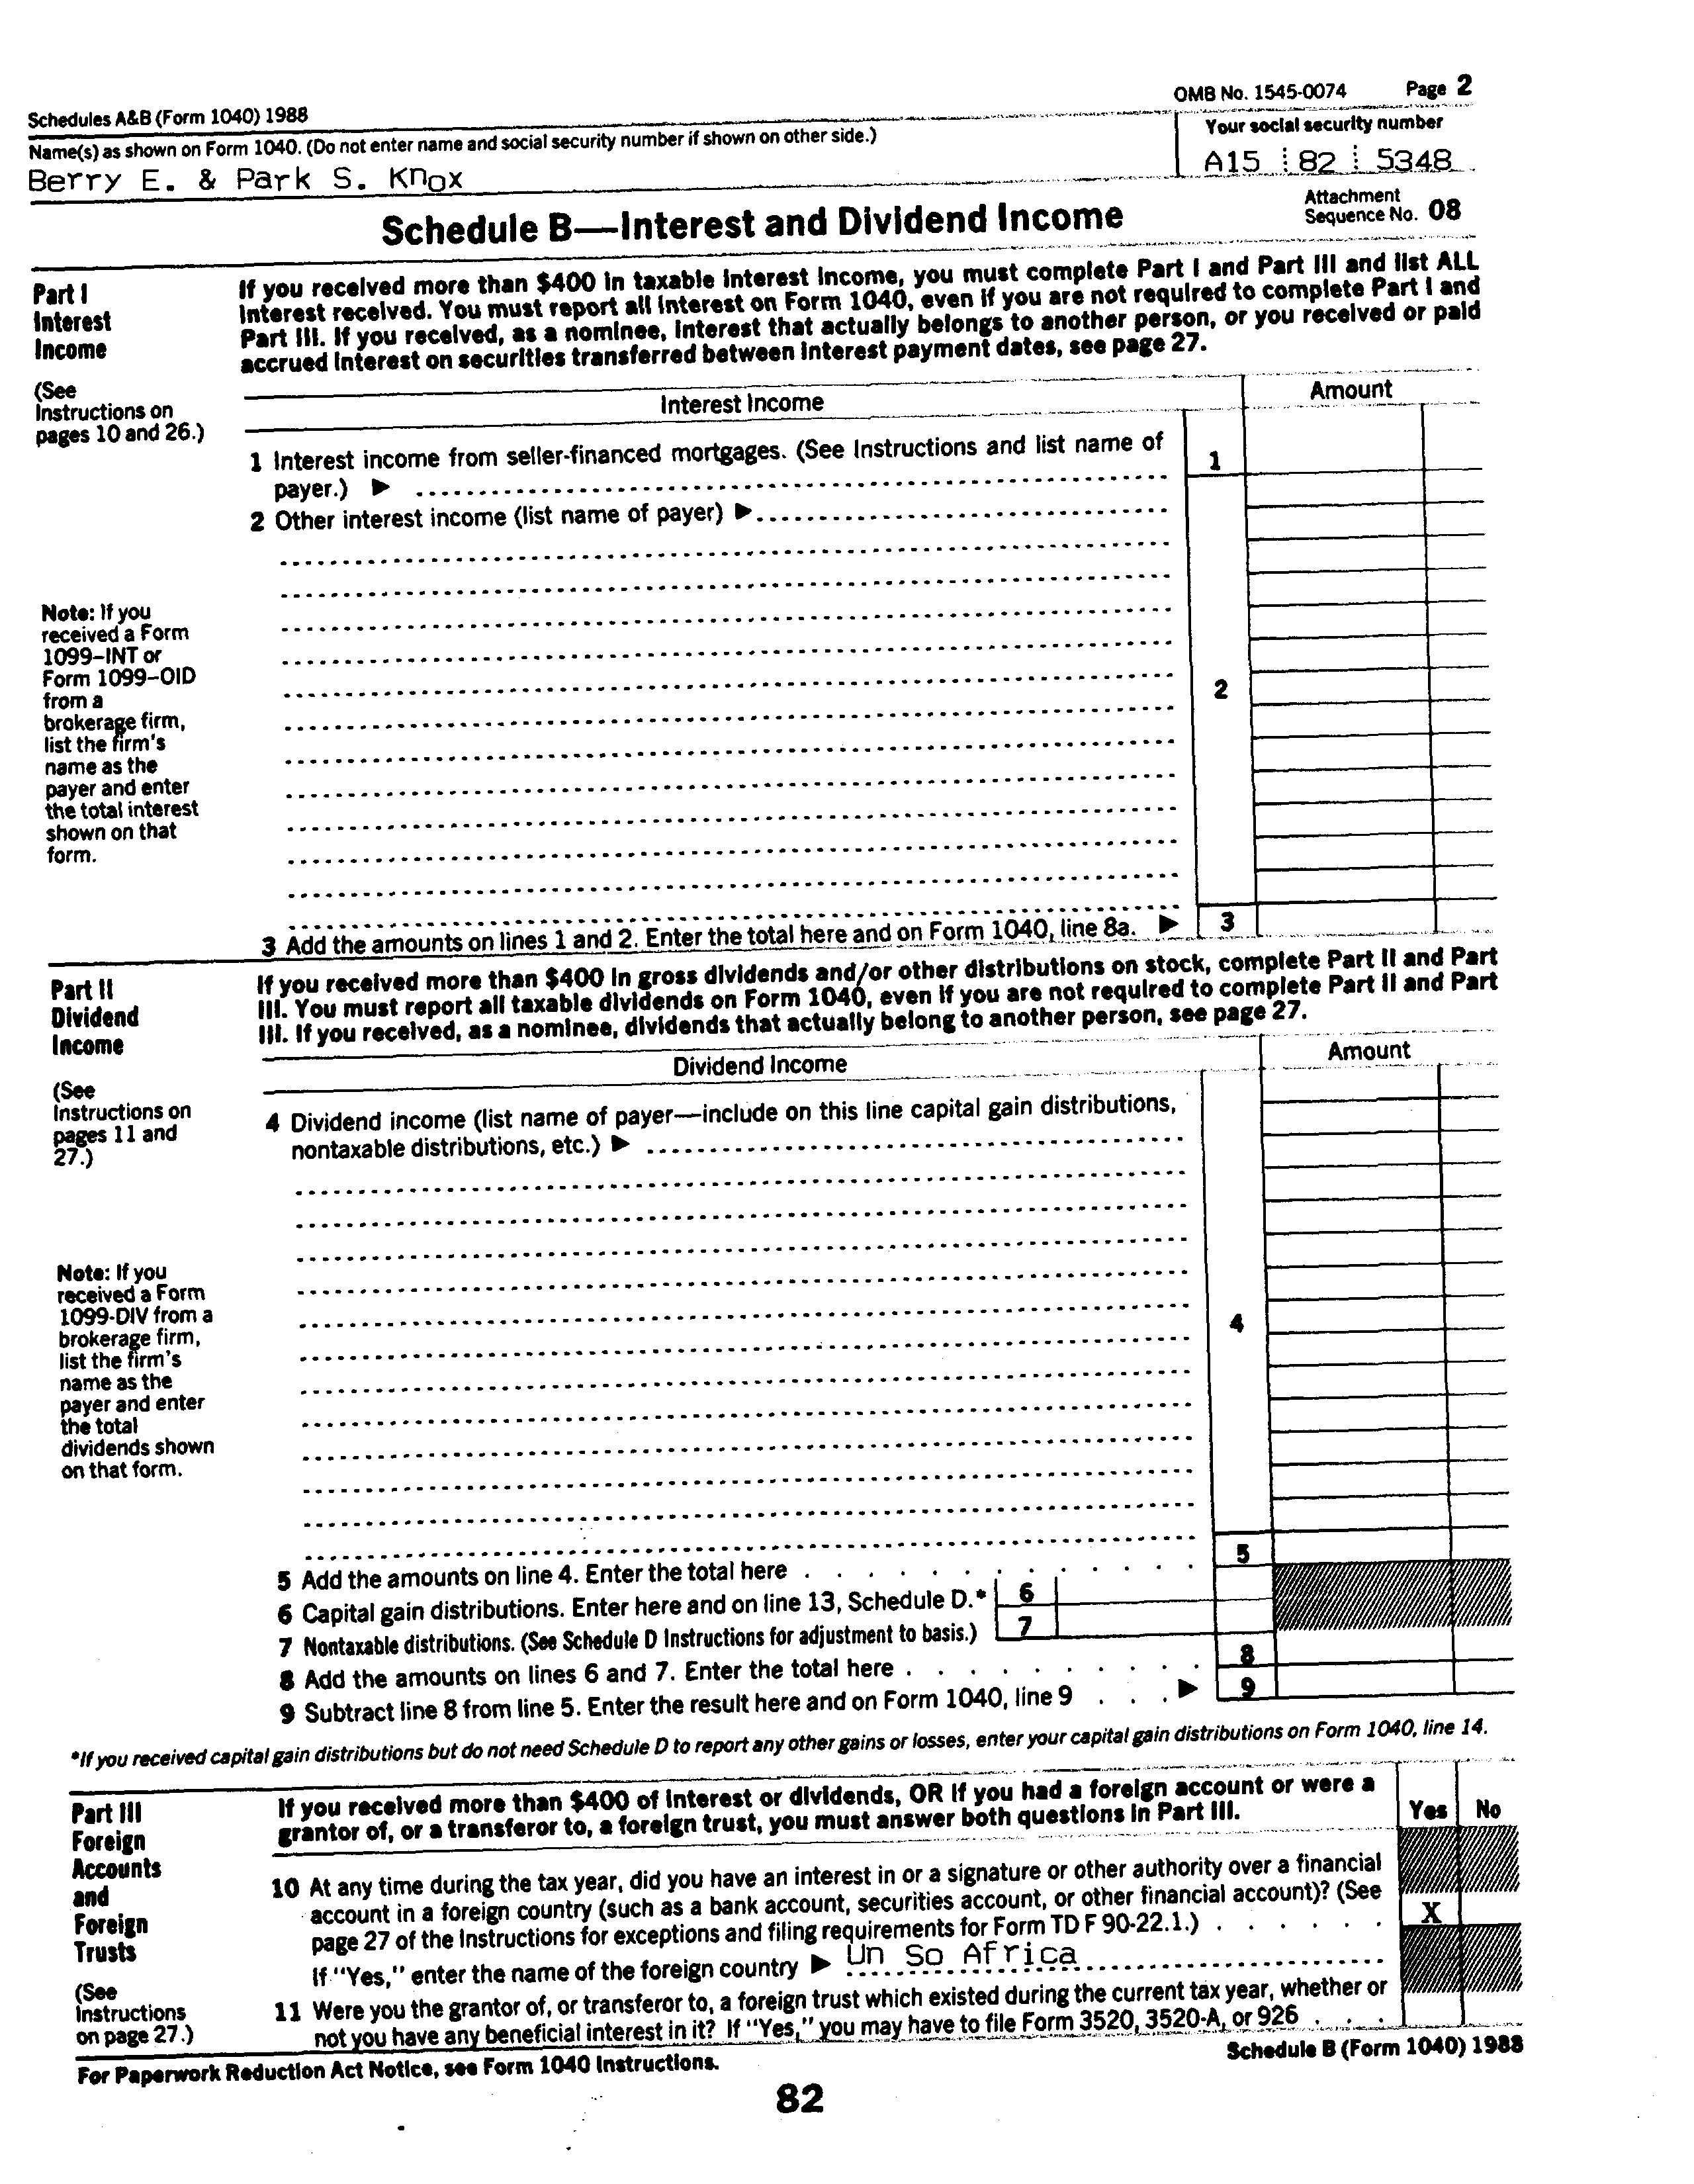 Schedules A&B (Form 1040) 1988
OMB No. 1545-0074 Page 2
Name(s) as shown on Form 1040. (Do not enter name and social security number if shown on other side.)
Your social security number
Berry E. & Park S. Knox
A15 82 5348
Schedule B—Interest and Dividend Income
Attachment
Sequence No. 08
Part I
Interest
Income
(See
Instructions on
pages 10 and 26.)
If you received more than $400 in taxable interest income, you must complete Part I and Part III and list ALL
interest received. You must report all interest on Form 1040, even if you are not required to complete Part I and
Part III. If you received, as a nominee, interest that actually belongs to another person, or you received or paid
accrued interest on securities transferred between interest payment dates, see page 27.
Interest Income
Amount
1 Interest income from seller-financed mortgages. (See Instructions and list name of
payer.) ▶
1
2 Other interest income (list name of payer) ▶
Note: If you
received a Form
1099–INT or
Form 1099–OID
from a
brokerage firm,
list the firm's
name as the
payer and enter
the total interest
shown on that
form.
2
3 Add the amounts on lines 1 and 2. Enter the total here and on Form 1040, line 8a. ▶ 3
Part II
Dividend
Income
(See
Instructions on
pages 11 and
27.)
If you received more than $400 in gross dividends and/or other distributions on stock, complete Part II and Part
III. You must report all taxable dividends on Form 1040, even if you are not required to complete Part II and Part
III. If you received, as a nominee, dividends that actually belong to another person, see page 27.
Dividend Income
Amount
4 Dividend income (list name of payer—include on this line capital gain distributions,
nontaxable distributions, etc.) ▶
Note: If you
received a Form
1099-DIV from a
brokerage firm,
list the firm's
name as the
payer and enter
the total
dividends shown
on that form.
4
5 Add the amounts on line 4. Enter the total here . . . . . . . . . . 5
6 Capital gain distributions. Enter here and on line 13, Schedule D.* 6
7 Nontaxable distributions. (See Schedule D Instructions for adjustment to basis.) 7
8 Add the amounts on lines 6 and 7. Enter the total here . . . . . . . . . . 8
9 Subtract line 8 from line 5. Enter the result here and on Form 1040, line 9 . . . ▶ 9
*If you received capital gain distributions but do not need Schedule D to report any other gains or losses, enter your capital gain distributions on Form 1040, line 14.
Part III
Foreign
Accounts
and
Foreign
Trusts
(See
Instructions
on page 27.)
If you received more than $400 of interest or dividends, OR if you had a foreign account or were a
grantor of, or a transferor to, a foreign trust, you must answer both questions in Part III.
Yes No
10 At any time during the tax year, did you have an interest in or a signature or other authority over a financial
account in a foreign country (such as a bank account, securities account, or other financial account)? (See
page 27 of the Instructions for exceptions and filing requirements for Form TD F 90-22.1.) . . . . . . X
If "Yes," enter the name of the foreign country ▶ Un So Africa
11 Were you the grantor of, or transferor to, a foreign trust which existed during the current tax year, whether or
not you have any beneficial interest in it? If "Yes," you may have to file Form 3520, 3520-A, or 926 . . . .
For Paperwork Reduction Act Notice, see Form 1040 Instructions.
Schedule B (Form 1040) 1988
82